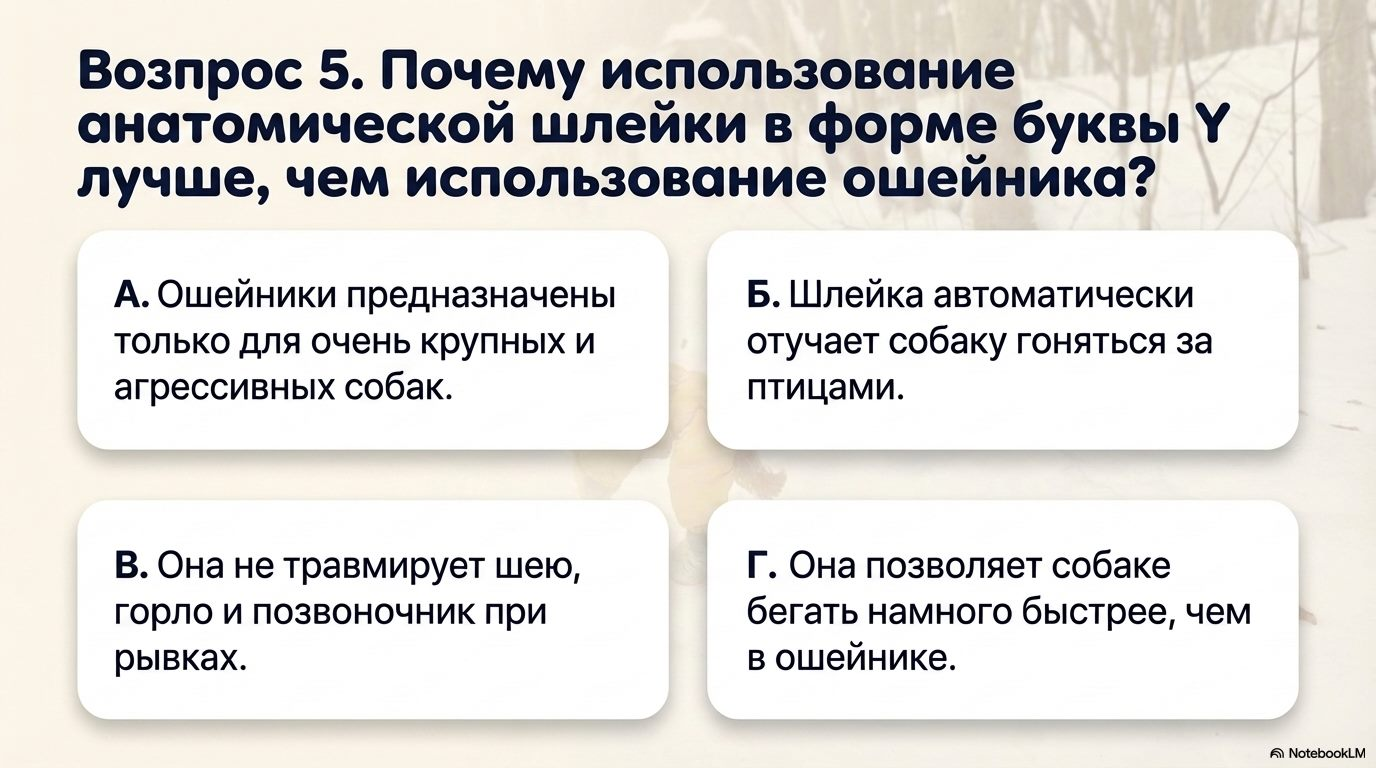 Возпрос 5. Почему использование
анатомической шлейки в форме буквы Y
лучше, чем использование ошейника?
А. Ошейники предназначены
только для очень крупных и
агрессивных собак.
Б. Шлейка автоматически
отучает собаку гоняться за
птицами.
В. Она не травмирует шею,
горло и позвоночник при
рывках.
Г. Она позволяет собаке
бегать намного быстрее, чем
в ошейнике.
NotebookLM